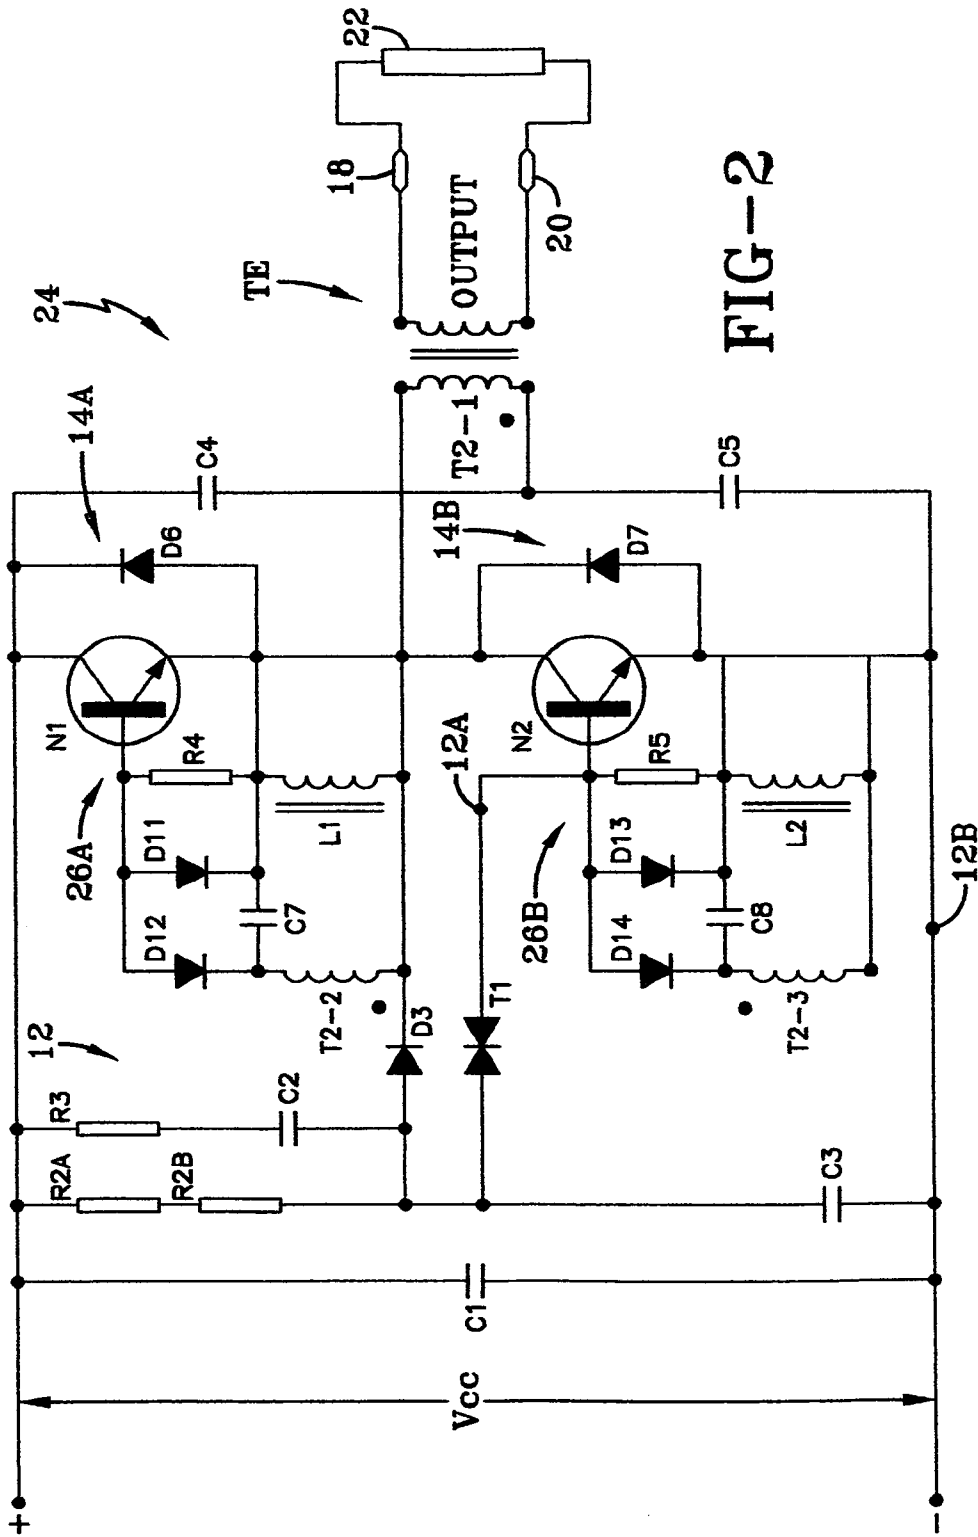 +
Vcc
-
C1
R2A
R2B
R3
C2
C3
12
D3
T1
D12
D11
26A
C7
T2-2
L1
R4
N1
D6
14A
24
C4
12A
14B
N2
D7
R5
26B
D14
D13
C8
T2-3
L2
12B
C5
T2-1
TE
OUTPUT
18
20
22
FIG-2